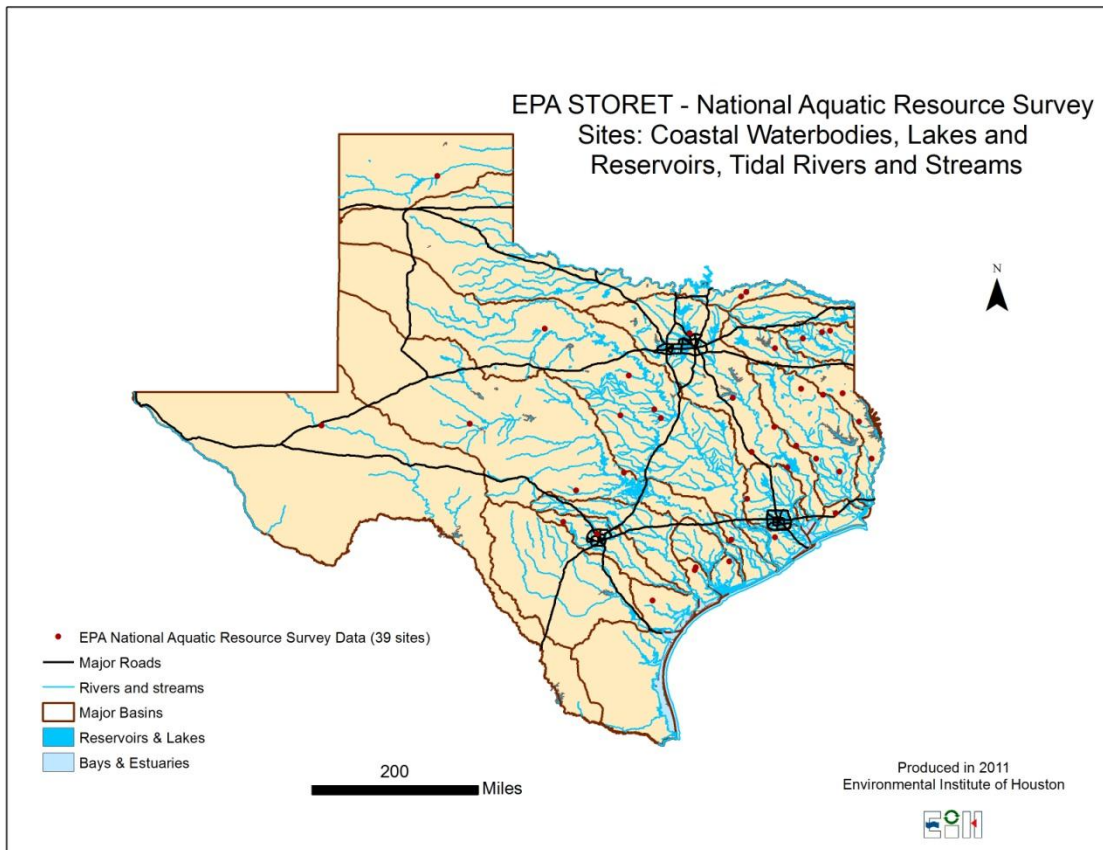 EPA STORET - National Aquatic Resource Survey
Sites: Coastal Waterbodies, Lakes and
Reservoirs, Tidal Rivers and Streams
N
EPA National Aquatic Resource Survey Data (39 sites)
Major Roads
Rivers and streams
Major Basins
Reservoirs & Lakes
Bays & Estuaries
200
Miles
Produced in 2011
Environmental Institute of Houston
EIH